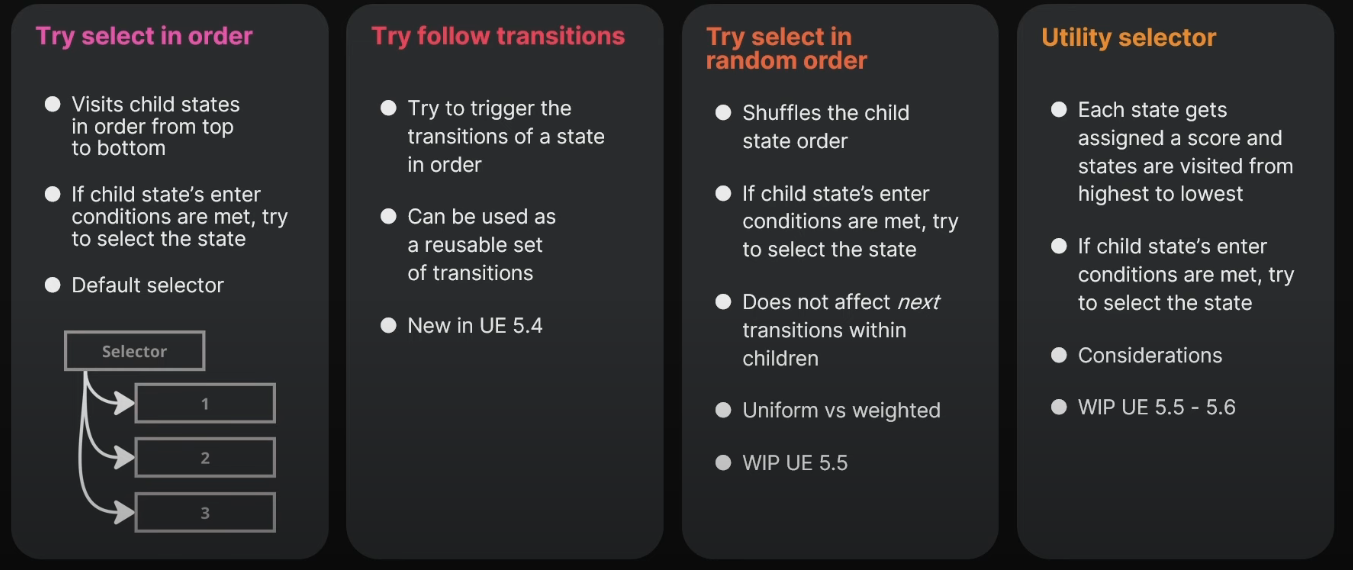 Try select in order
Visits child states
in order from top
to bottom
If child state’s enter
conditions are met, try
to select the state
Default selector
Selector
1
2
3
Try follow transitions
Try to trigger the
transitions of a state
in order
Can be used as
a reusable set
of transitions
New in UE 5.4
Try select in
random order
Shuffles the child
state order
If child state’s enter
conditions are met, try
to select the state
Does not affect next
transitions within
children
Uniform vs weighted
WIP UE 5.5
Utility selector
Each state gets
assigned a score and
states are visited from
highest to lowest
If child state’s enter
conditions are met, try
to select the state
Considerations
WIP UE 5.5 - 5.6